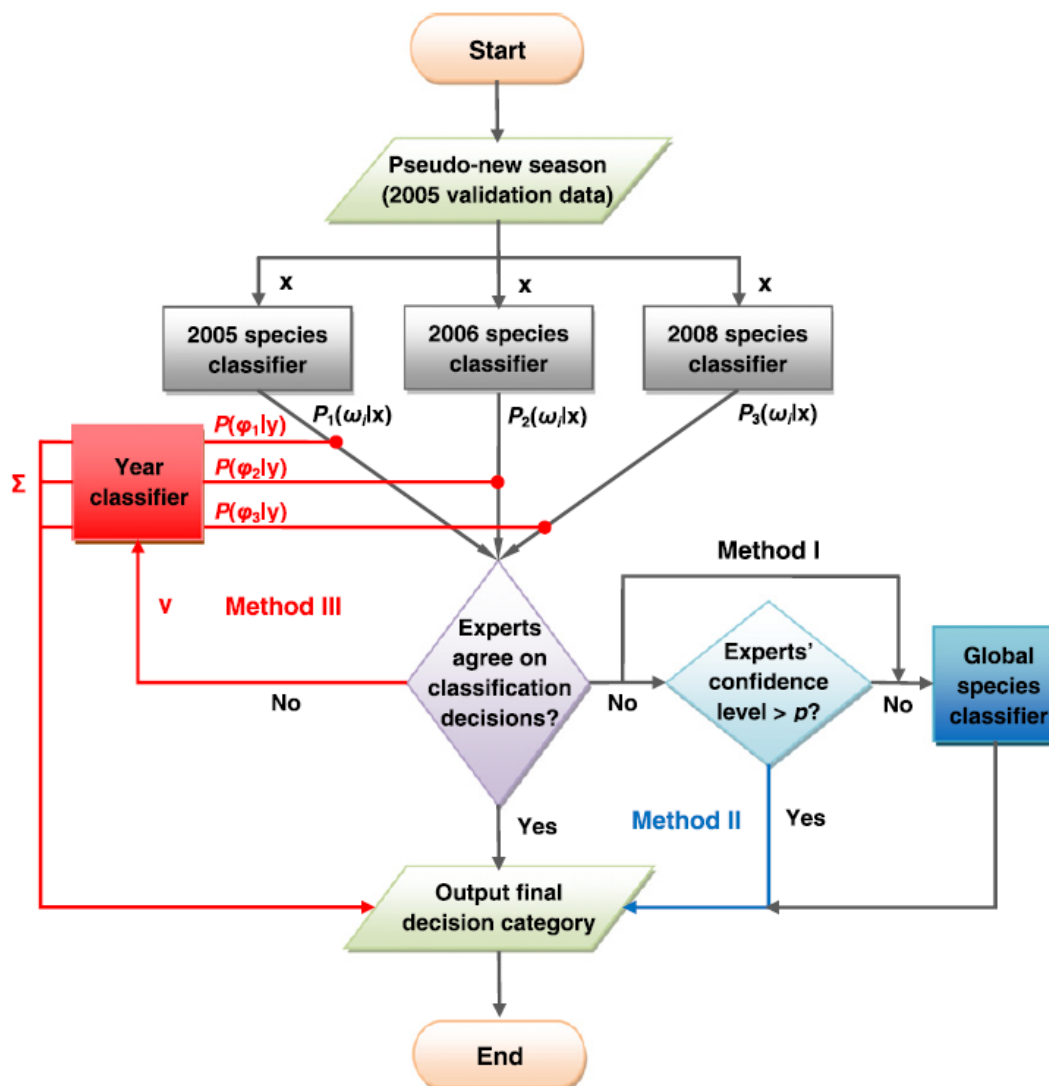 Start
Pseudo-new season
(2005 validation data)
x
x
x
2005 species
classifier
2006 species
classifier
2008 species
classifier
P₁(ωᵢ|x)
P₂(ωᵢ|x)
P₃(ωᵢ|x)
P(φ₁|y)
P(φ₂|y)
P(φ₃|y)
Σ
Year
classifier
Method I
v
Method III
Experts
agree on
classification
decisions?
Experts’
confidence
level > p?
Global
species
classifier
No
No
No
Method II
Yes
Yes
Output final
decision category
End